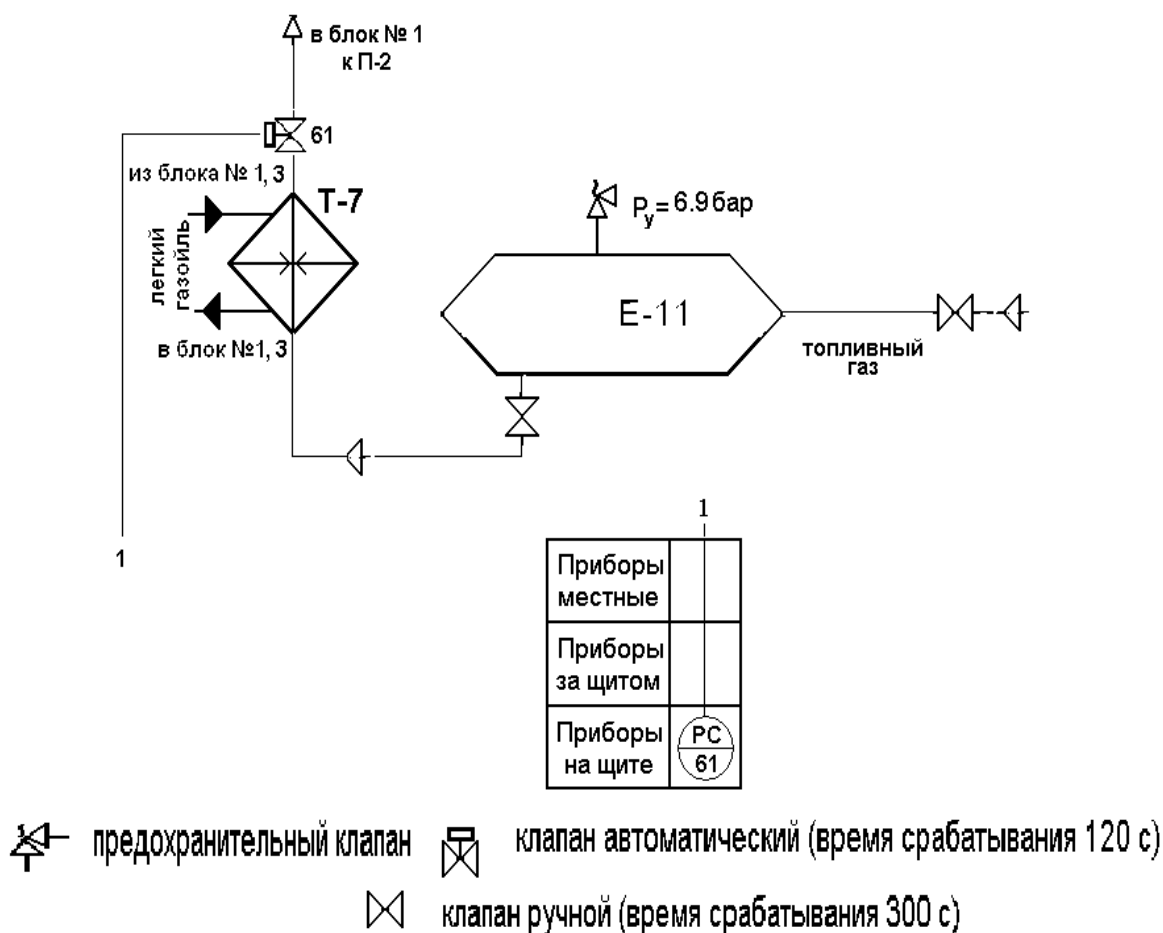 в блок № 1
к П-2
61
из блока № 1, 3
Т-7
легкий
газойль
в блок №1, 3
Ру = 6.9 бар
Е-11
топливный
газ
1
1
Приборы
местные
Приборы
за щитом
Приборы
на щите
РС
61
предохранительный клапан
клапан автоматический (время срабатывания 120 с)
клапан ручной (время срабатывания 300 с)